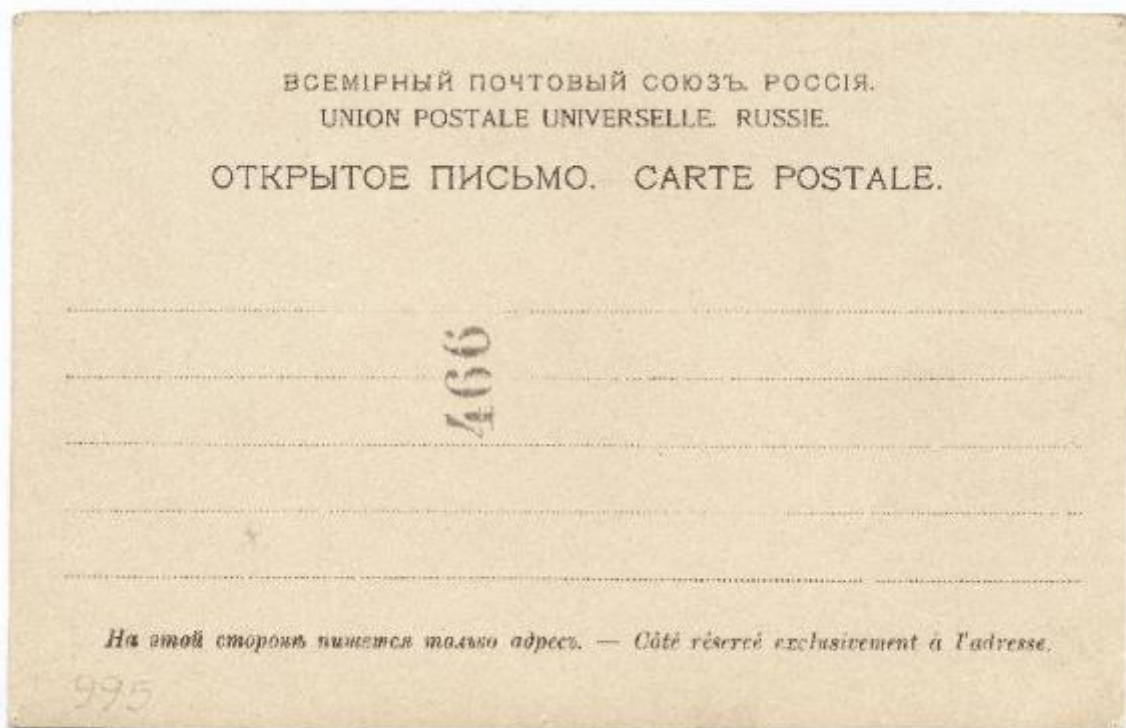 ВСЕМІРНЫЙ ПОЧТОВЫЙ СОЮЗЪ. РОССІЯ.
UNION POSTALE UNIVERSELLE. RUSSIE.
ОТКРЫТОЕ ПИСЬМО. CARTE POSTALE.
466
На этой сторонѣ пишется только адресъ. — Côté réservé exclusivement à l'adresse.
995